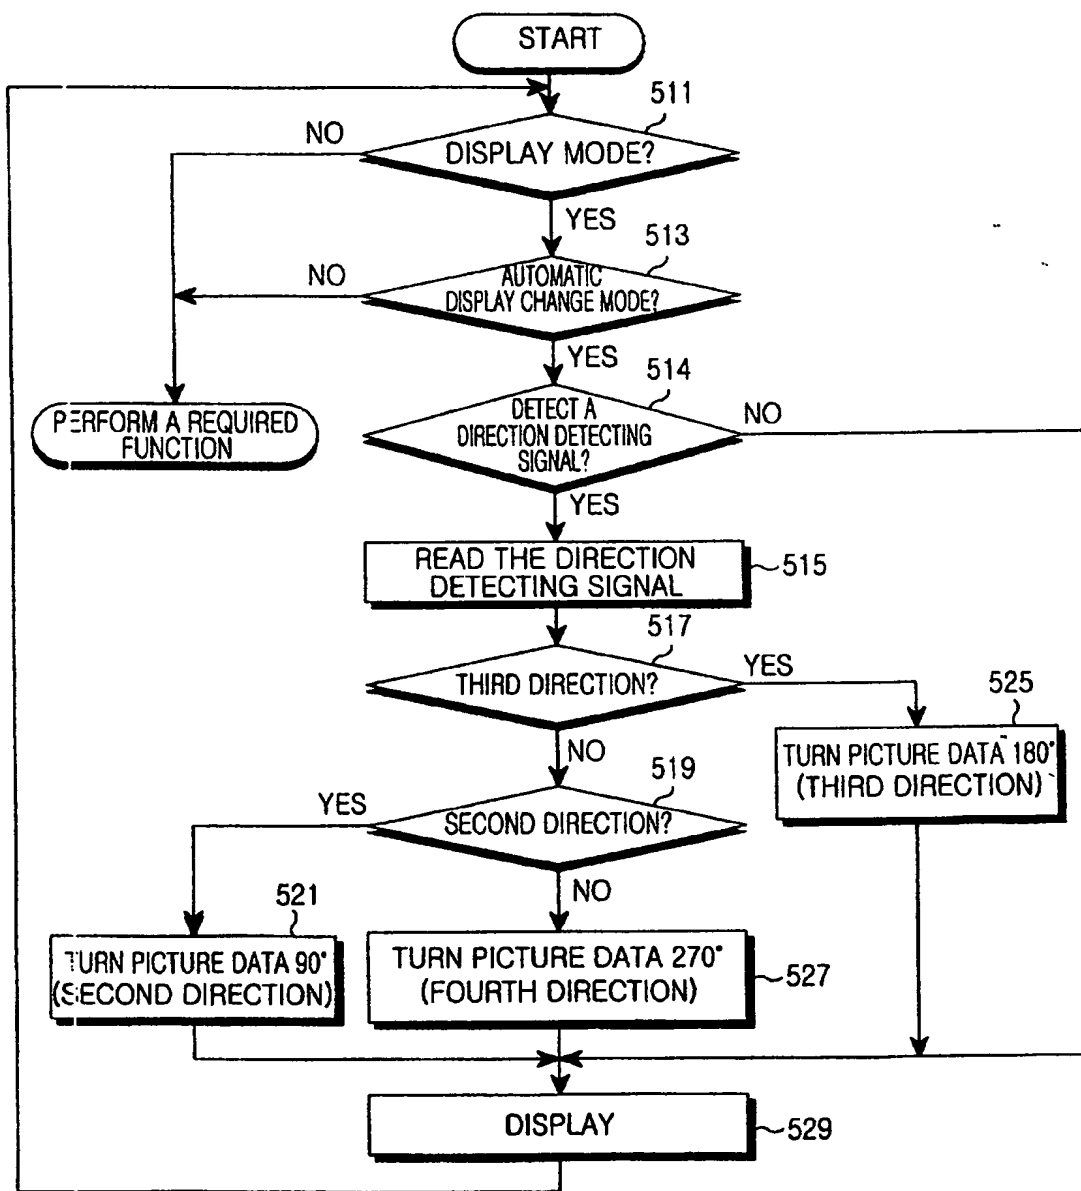 START
511
NO
DISPLAY MODE?
YES
513
NO
AUTOMATIC
DISPLAY CHANGE MODE?
YES
514
DETECT A
DIRECTION DETECTING
SIGNAL?
NO
PERFORM A REQUIRED
FUNCTION
YES
READ THE DIRECTION
DETECTING SIGNAL
515
517
THIRD DIRECTION?
YES
525
TURN PICTURE DATA 180°
(THIRD DIRECTION)
NO
519
YES
SECOND DIRECTION?
NO
521
TURN PICTURE DATA 90°
(SECOND DIRECTION)
TURN PICTURE DATA 270°
(FOURTH DIRECTION)
527
DISPLAY
529